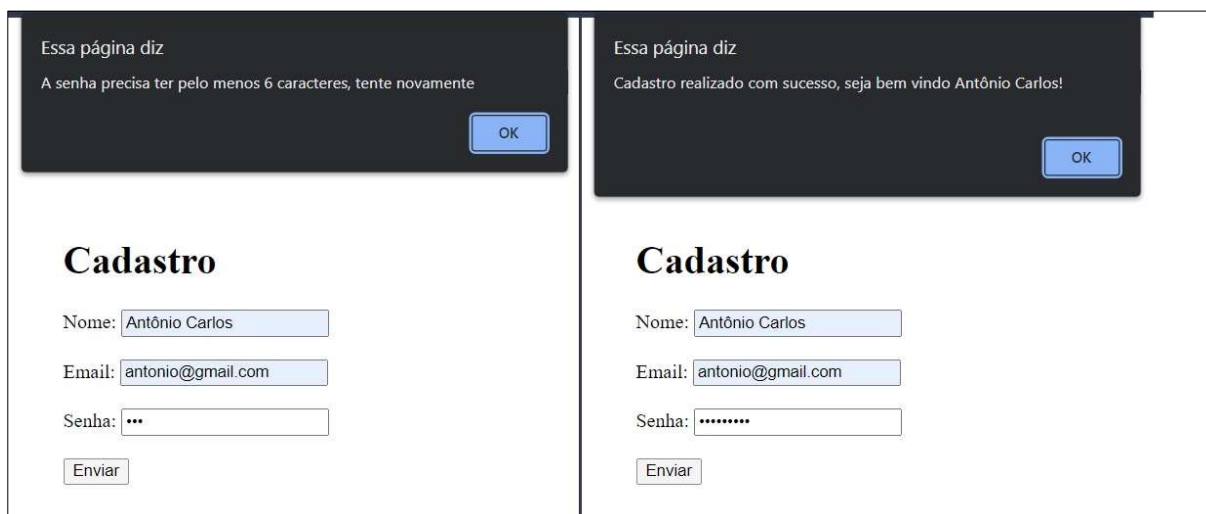 Essa página diz
A senha precisa ter pelo menos 6 caracteres, tente novamente
OK
Cadastro
Nome: Antônio Carlos
Email: antonio@gmail.com
Senha: •••
Enviar
Essa página diz
Cadastro realizado com sucesso, seja bem vindo Antônio Carlos!
OK
Cadastro
Nome: Antônio Carlos
Email: antonio@gmail.com
Senha: •••••••••
Enviar